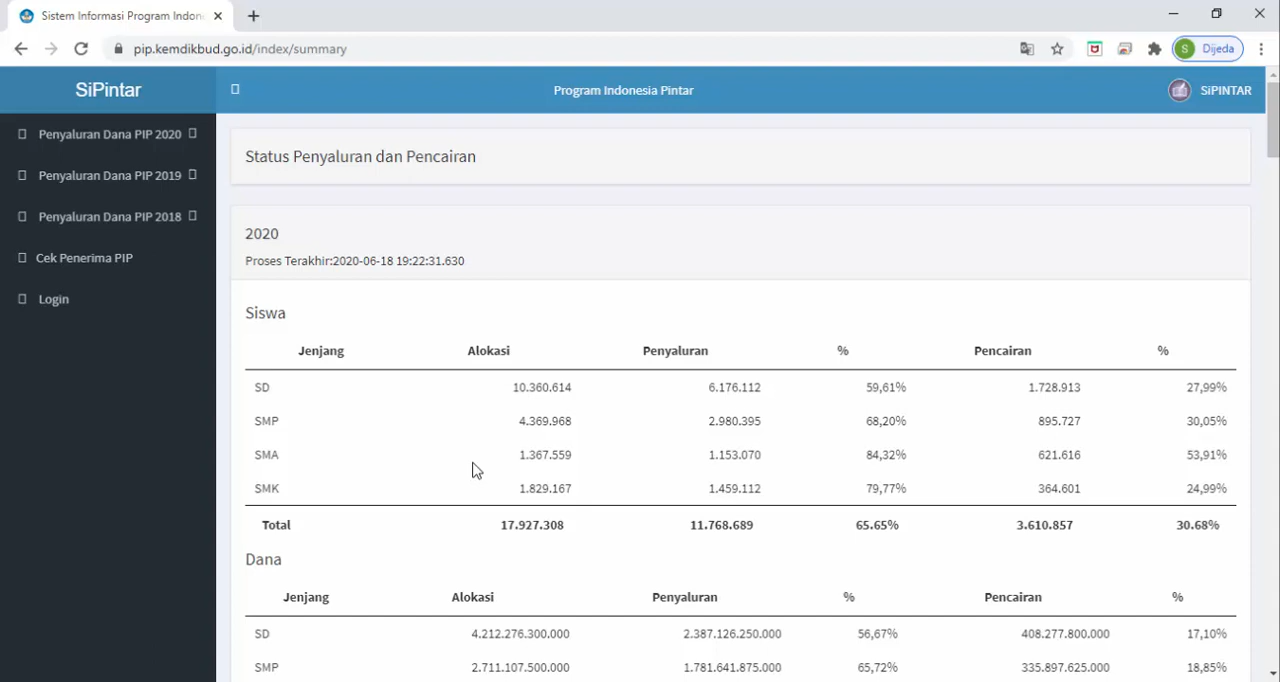 Sistem Informasi Program Indon
pip.kemdikbud.go.id/index/summary
S Dijeda
SiPintar
Program Indonesia Pintar
SiPINTAR
Penyaluran Dana PIP 2020
Penyaluran Dana PIP 2019
Penyaluran Dana PIP 2018
Cek Penerima PIP
Login
Status Penyaluran dan Pencairan
2020
Proses Terakhir:2020-06-18 19:22:31.630
Siswa
Jenjang Alokasi Penyaluran % Pencairan %
SD 10.360.614 6.176.112 59,61% 1.728.913 27,99%
SMP 4.369.968 2.980.395 68,20% 895.727 30,05%
SMA 1.367.559 1.153.070 84,32% 621.616 53,91%
SMK 1.829.167 1.459.112 79,77% 364.601 24,99%
Total 17.927.308 11.768.689 65.65% 3.610.857 30.68%
Dana
Jenjang Alokasi Penyaluran % Pencairan %
SD 4.212.276.300.000 2.387.126.250.000 56,67% 408.277.800.000 17,10%
SMP 2.711.107.500.000 1.781.641.875.000 65,72% 335.897.625.000 18,85%